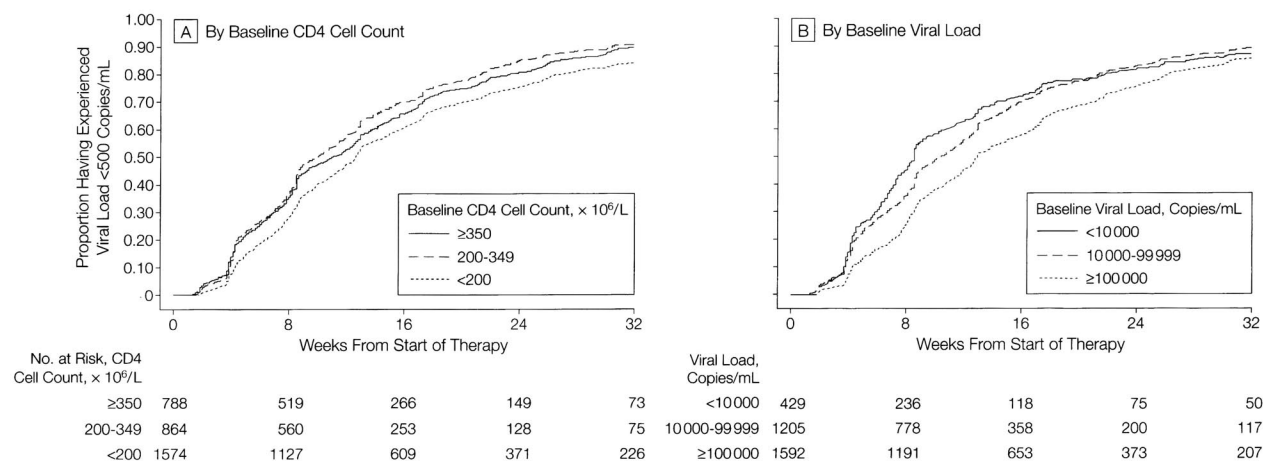 A By Baseline CD4 Cell Count
Proportion Having Experienced
Viral Load <500 Copies/mL
1.00
0.90
0.80
0.70
0.60
0.50
0.40
0.30
0.20
0.10
0
Baseline CD4 Cell Count, × 10⁶/L
≥350
200-349
<200
0 8 16 24 32
Weeks From Start of Therapy
No. at Risk, CD4
Cell Count, × 10⁶/L
≥350 788 519 266 149 73
200-349 864 560 253 128 75
<200 1574 1127 609 371 226
B By Baseline Viral Load
Baseline Viral Load, Copies/mL
<10 000
10 000-99 999
≥100 000
0 8 16 24 32
Weeks From Start of Therapy
Viral Load,
Copies/mL
<10 000 429 236 118 75 50
10 000-99 999 1205 778 358 200 117
≥100 000 1592 1191 653 373 207